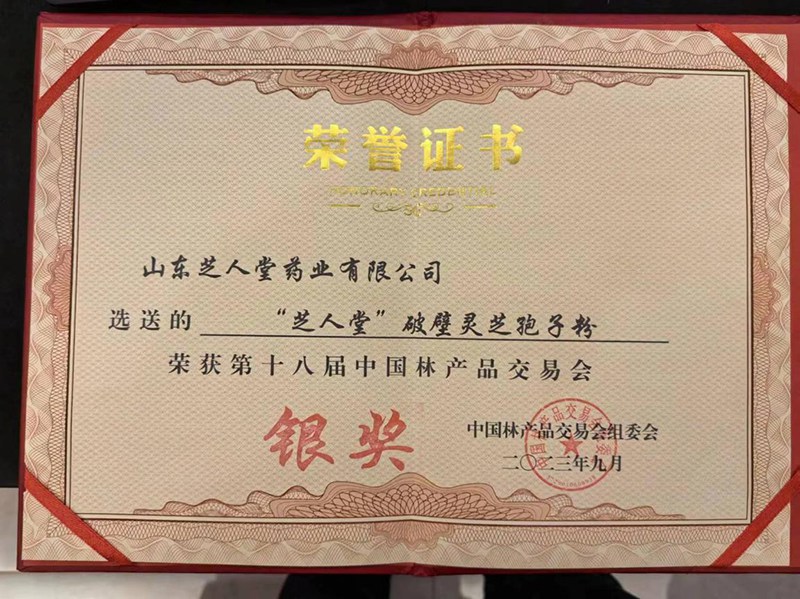 荣誉证书
HONORARY CREDENTIAL
山东芝人堂药业有限公司
选送的 “芝人堂”破壁灵芝孢子粉
荣获第十八届中国林产品交易会
银奖
中国林产品交易会组委会
二〇二三年九月